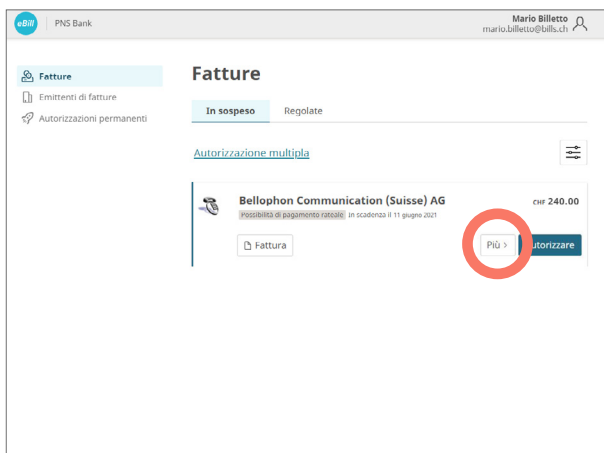 eBill PNS Bank
Mario Billetto
mario.billetto@bills.ch
Fatture
Emittenti di fatture
Autorizzazioni permanenti
Fatture
In sospeso Regolate
Autorizzazione multipla
Bellophon Communication (Suisse) AG CHF 240.00
Possibilità di pagamento rateale In scadenza il 11 giugno 2021
Fattura Più > utorizzare